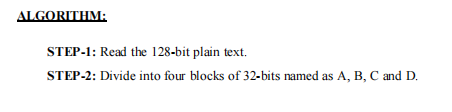 ALGORITHM:
STEP-1: Read the 128-bit plain text.
STEP-2: Divide into four blocks of 32-bits named as A, B, C and D.